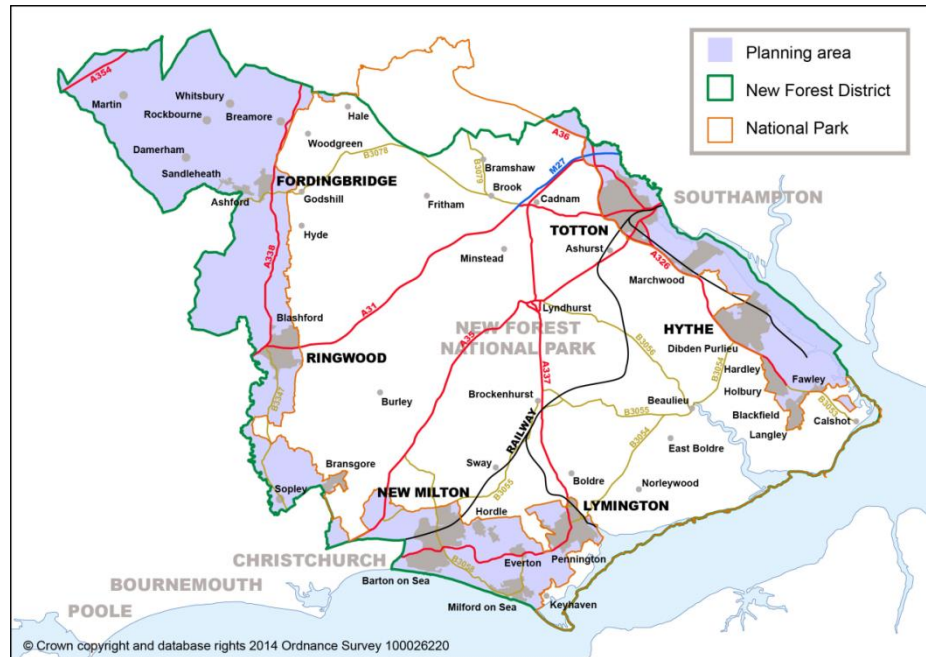 Planning area
New Forest District
National Park
A354
Martin
Whitsbury
Rockbourne
Breamore
Hale
Woodgreen
Damerham
Sandleheath
B3078
B3079
A36
M27
Bramshaw
Brook
FORDINGBRIDGE
Ashford
Godshill
Fritham
Cadnam
SOUTHAMPTON
TOTTON
Hyde
Minstead
Ashurst
A338
A326
Marchwood
A31
Blashford
Lyndhurst
NEW FOREST
NATIONAL PARK
HYTHE
RINGWOOD
A35
A337
B3056
B3054
Dibden Purlieu
Hardley
Fawley
Holbury
Burley
Brockenhurst
Beaulieu
B3055
Blackfield
B3053
Calshot
Langley
RAILWAY
B3054
East Boldre
Bransgore
Sway
Boldre
Norleywood
Sopley
NEW MILTON
B3055
Hordle
LYMINGTON
CHRISTCHURCH
B3058
Everton
Pennington
BOURNEMOUTH
Barton on Sea
Milford on Sea
Keyhaven
POOLE
© Crown copyright and database rights 2014 Ordnance Survey 100026220